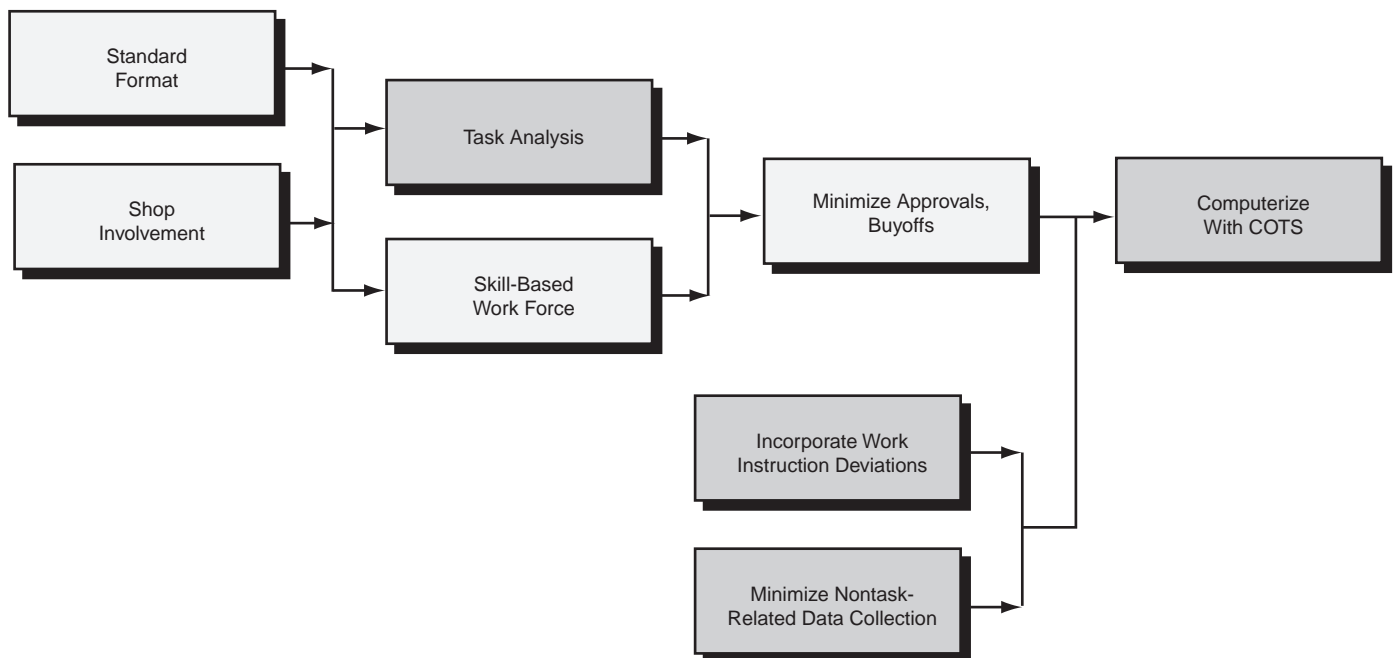 Standard
Format
Shop
Involvement
Task Analysis
Skill-Based
Work Force
Minimize Approvals,
Buyoffs
Computerize
With COTS
Incorporate Work
Instruction Deviations
Minimize Nontask-
Related Data Collection